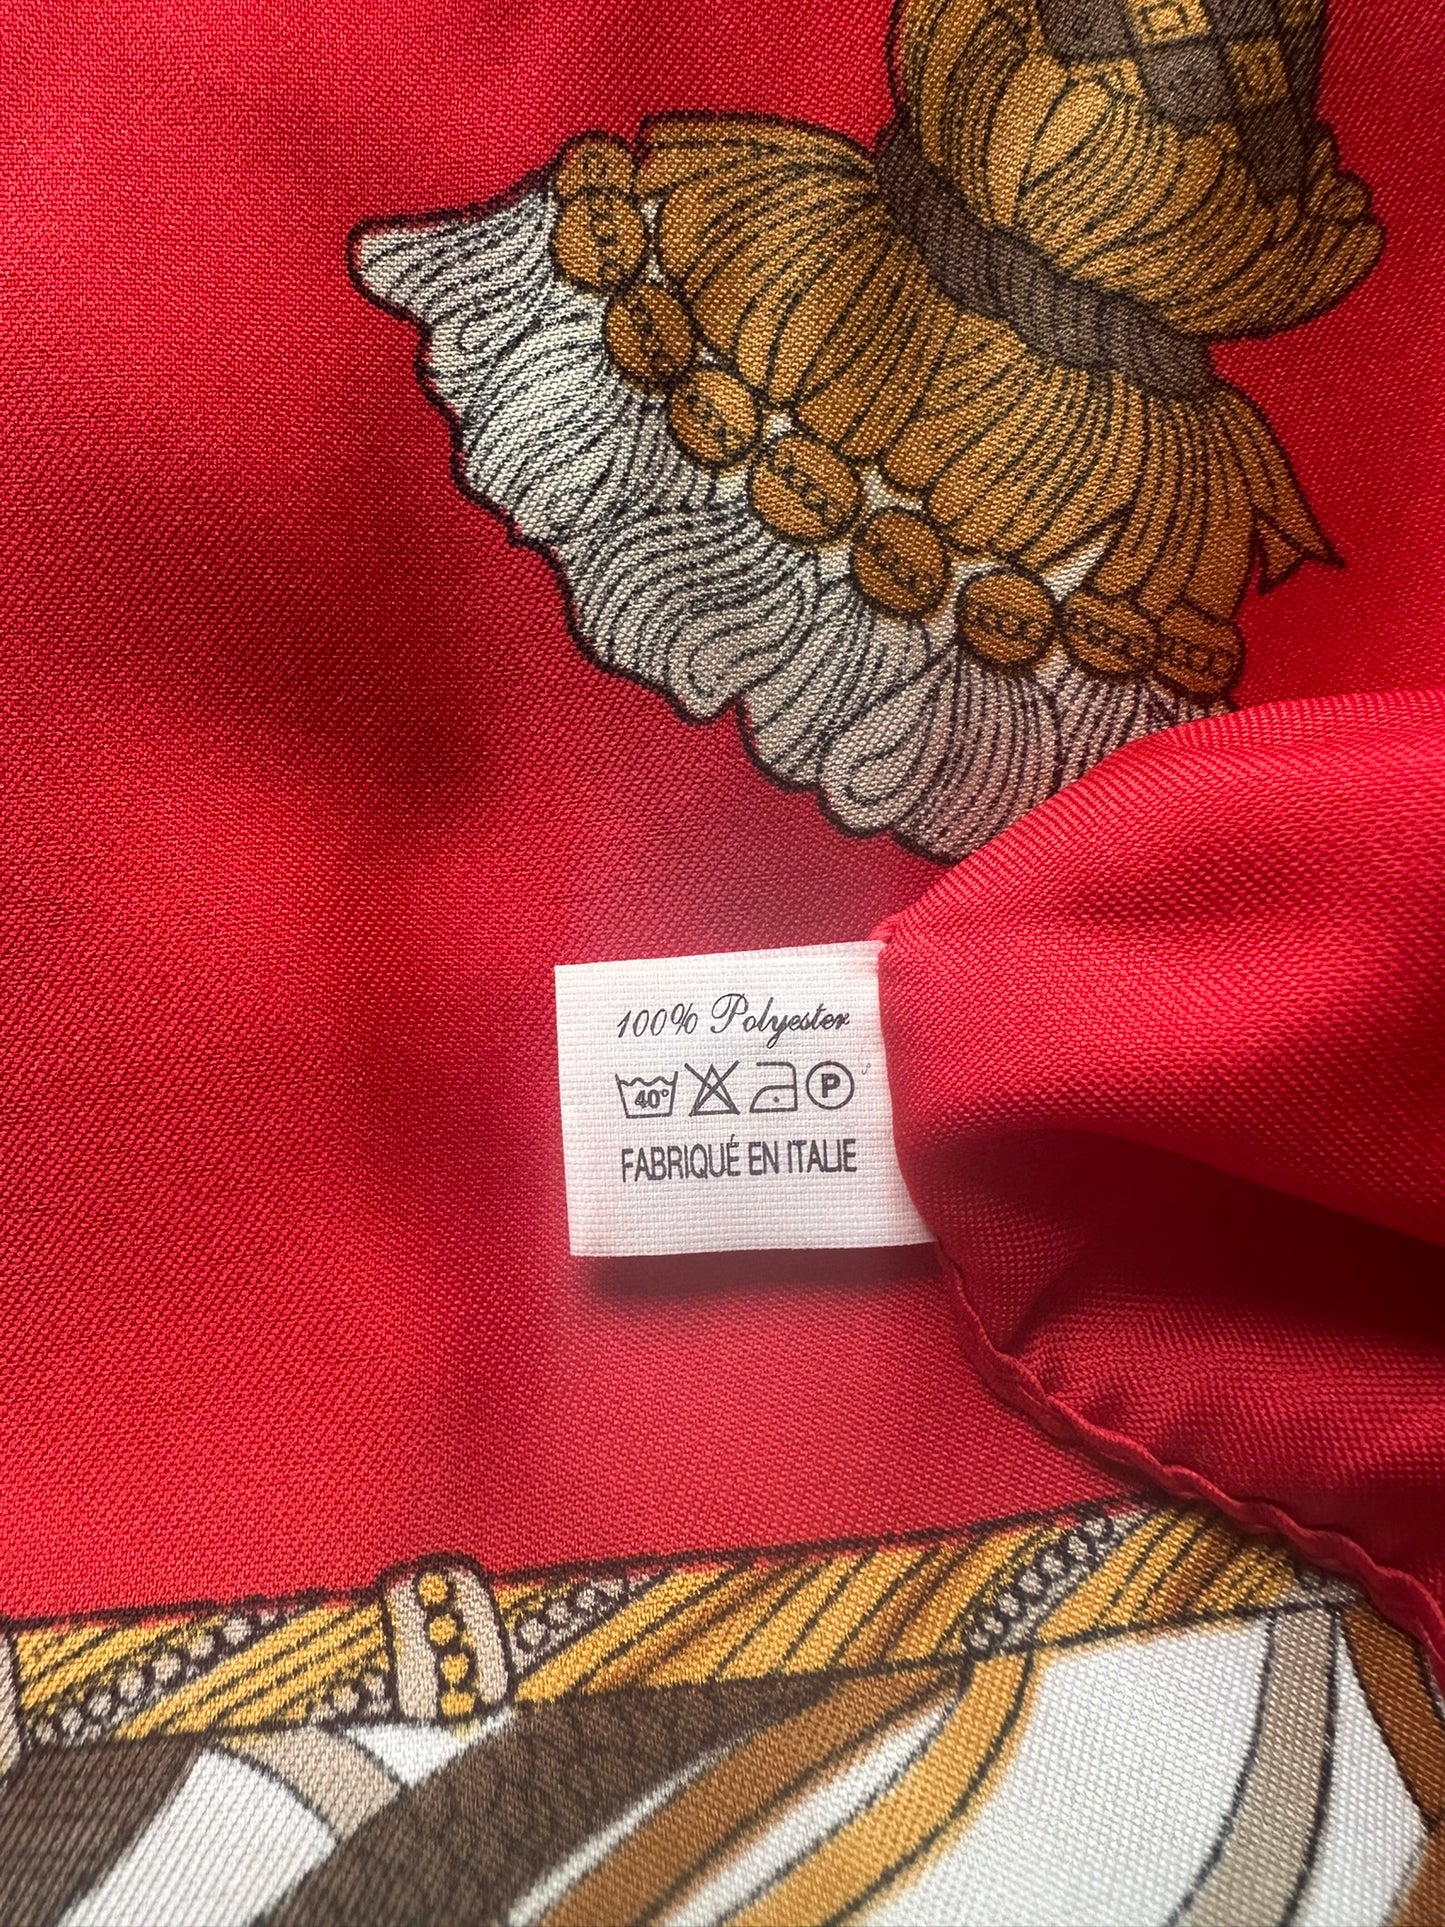 100% Polyester
40° P
FABRIQUÉ EN ITALIE